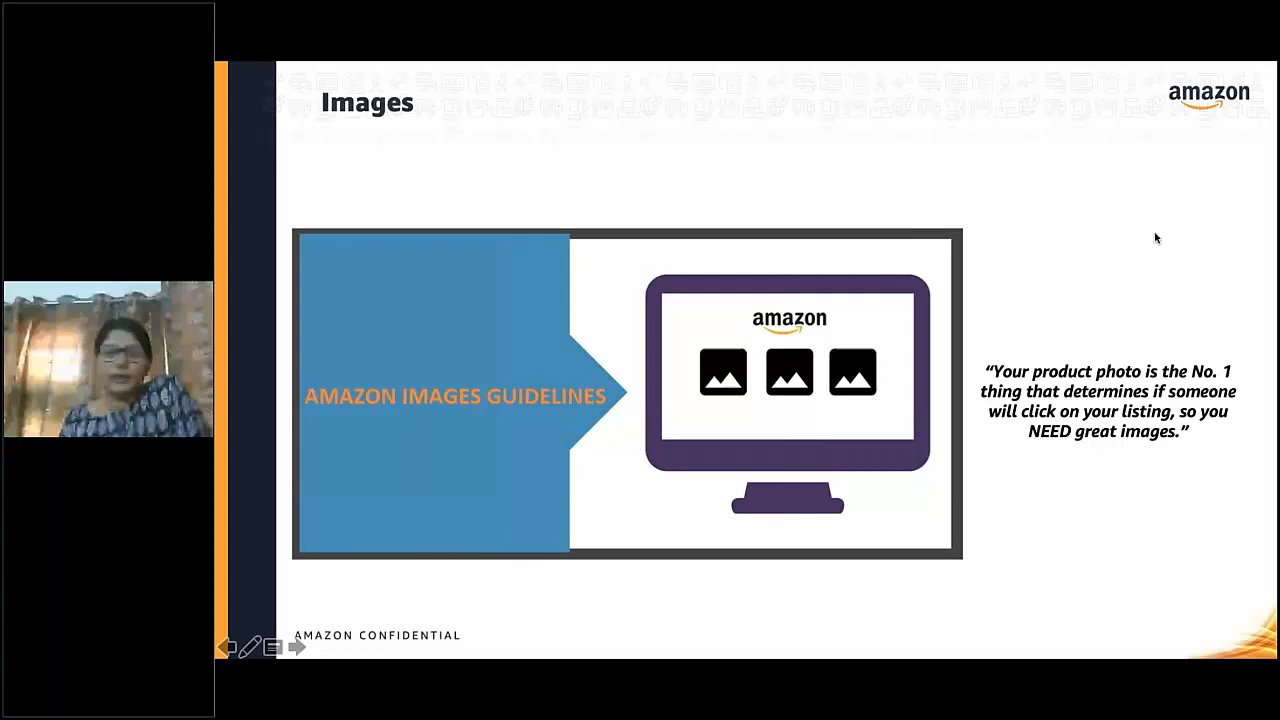 Images
amazon
AMAZON IMAGES GUIDELINES
amazon
“Your product photo is the No. 1
thing that determines if someone
will click on your listing, so you
NEED great images.”
AMAZON CONFIDENTIAL